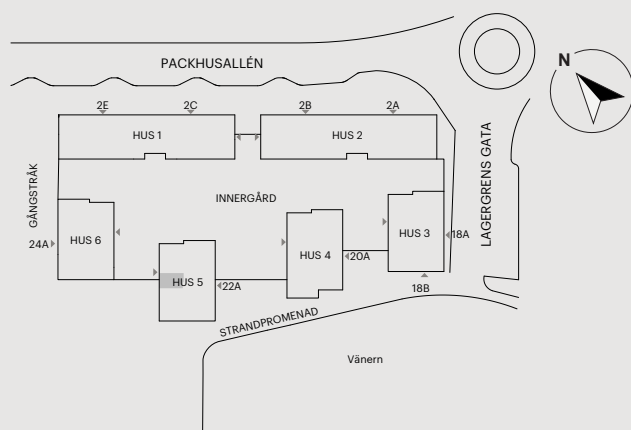 PACKHUSALLÉN
N
2E
2C
2B
2A
HUS 1
HUS 2
LAGERGRENS GATA
GÅNGSTRÅK
INNERGÅRD
24A
HUS 6
HUS 3
18A
HUS 4
20A
HUS 5
22A
18B
STRANDPROMENAD
Vänern